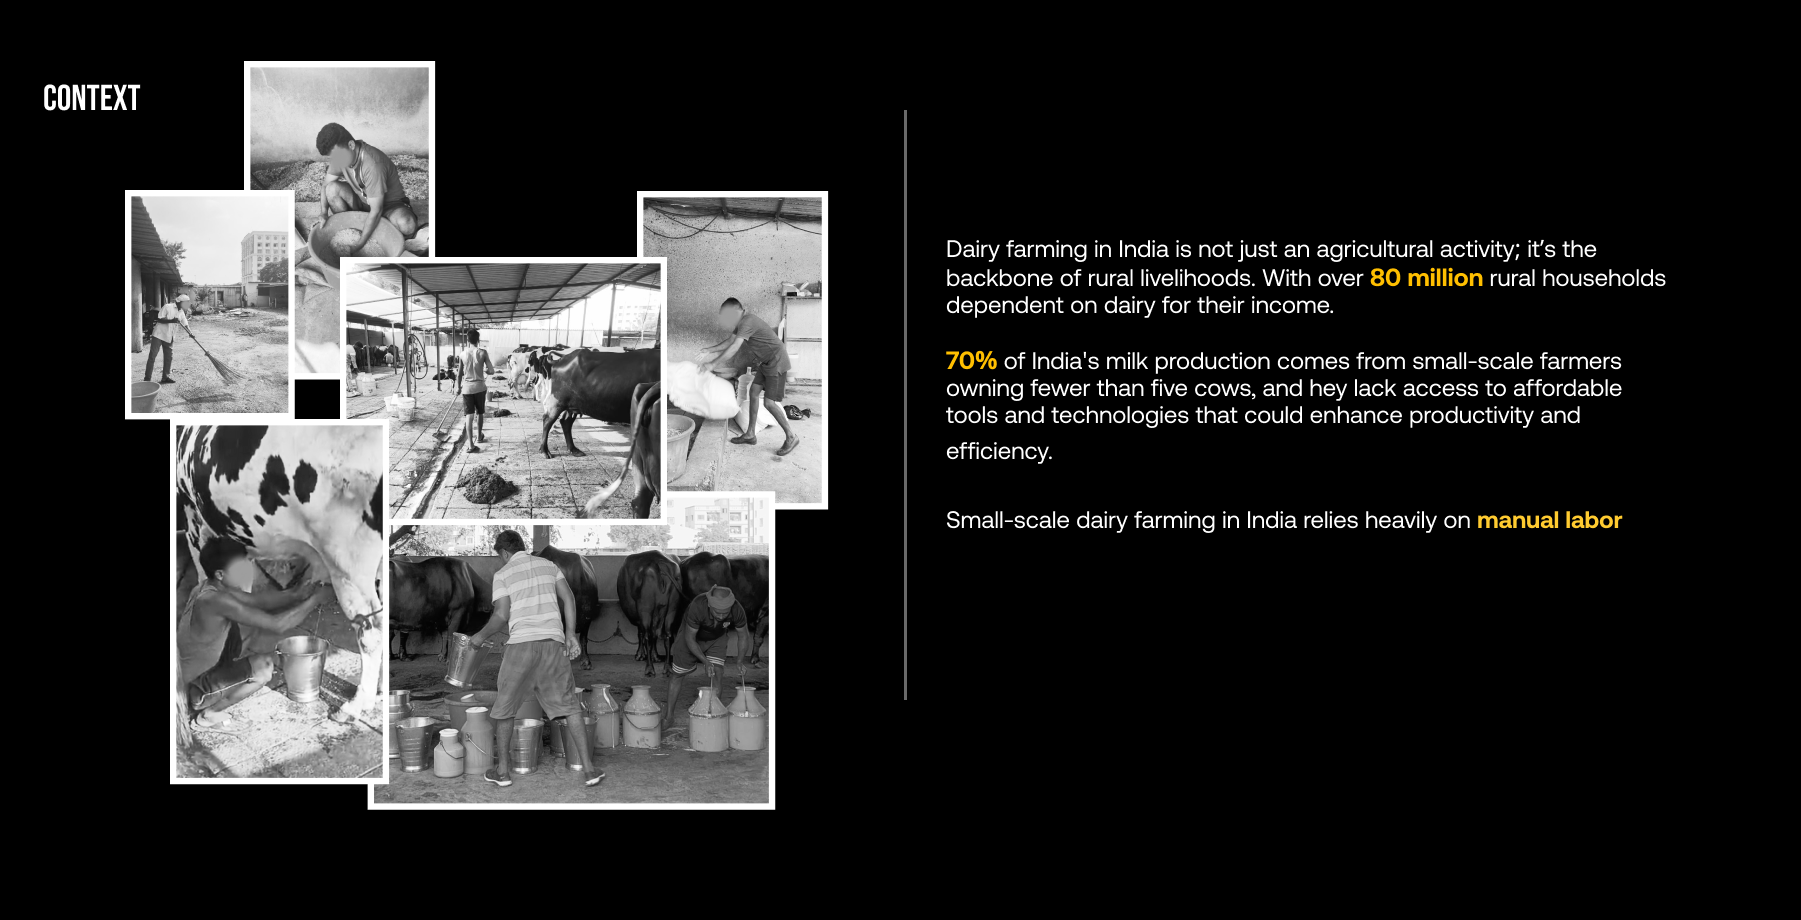 CONTEXT
Dairy farming in India is not just an agricultural activity; it’s the
backbone of rural livelihoods. With over 80 million rural households
dependent on dairy for their income.
70% of India's milk production comes from small-scale farmers
owning fewer than five cows, and hey lack access to affordable
tools and technologies that could enhance productivity and
efficiency.
Small-scale dairy farming in India relies heavily on manual labor